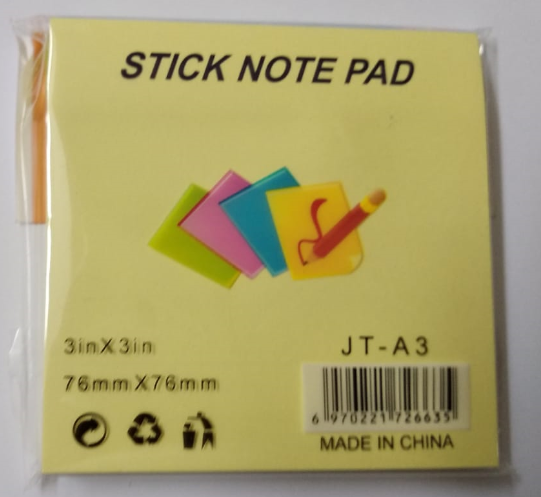 STICK NOTE PAD
3inX3in
JT-A3
76mmX76mm
6 970221 726635
MADE IN CHINA